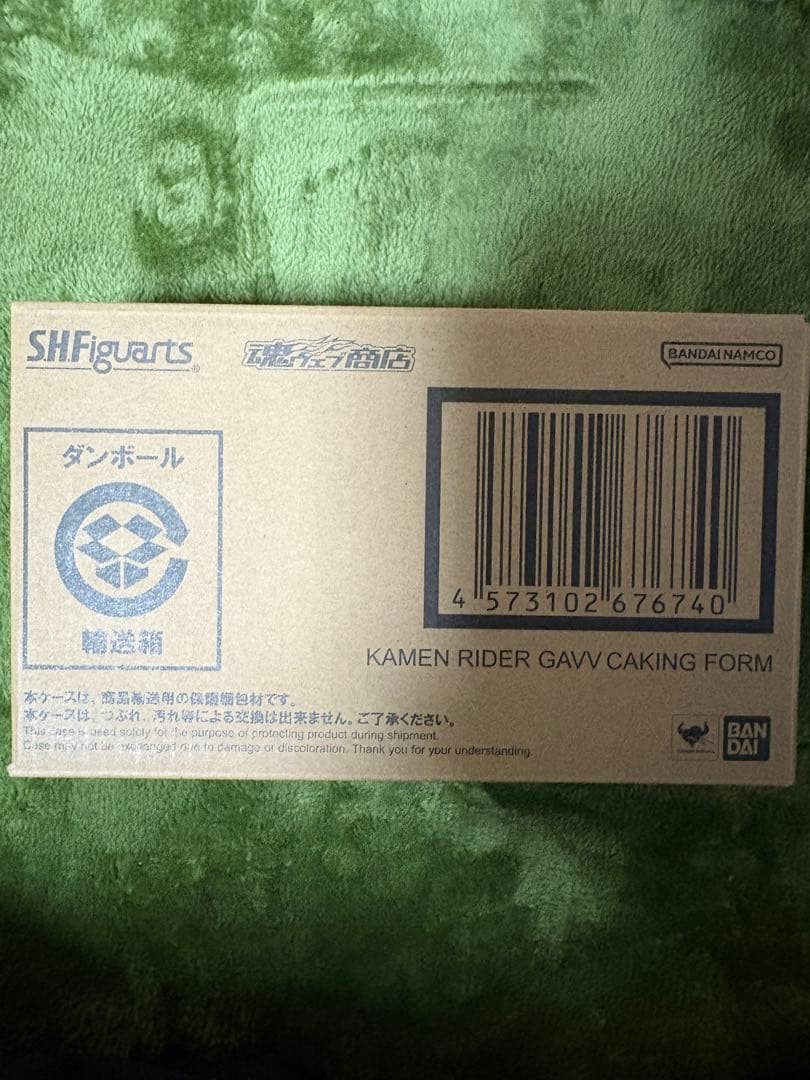 S.H.Figuarts®
魂ウェブ商店
BANDAI NAMCO
ダンボール
輸送箱
4 573102 676740
KAMEN RIDER GAVV CAKING FORM
本ケースは、商品輸送用の保護梱包材です。
本ケースは、つぶれ、汚れ等による交換は出来ません。ご了承ください。
This case is used solely for the purpose of protecting product during shipment.
Case may not be exchanged due to damage or discoloration. Thank you for your understanding.
BAN
DAI